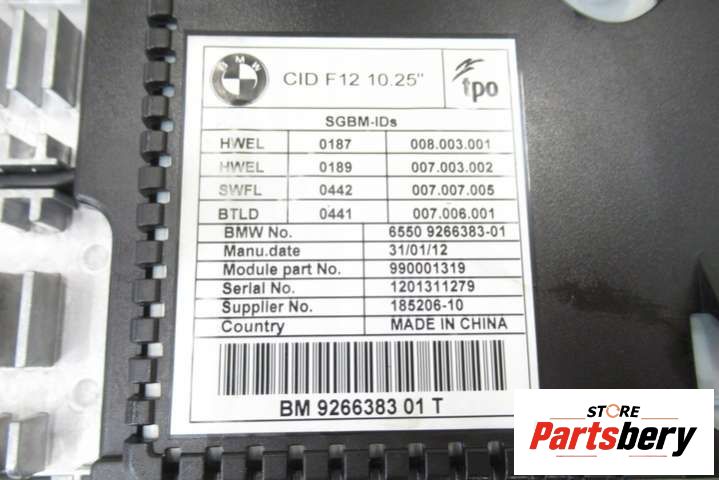 BMW
CID F12 10.25"
tpo
SGBM-IDs
HWEL 0187 008.003.001
HWEL 0189 007.003.002
SWFL 0442 007.007.005
BTLD 0441 007.006.001
BMW No. 6550 9266383-01
Manu.date 31/01/12
Module part No. 990001319
Serial No. 1201311279
Supplier No. 185206-10
Country MADE IN CHINA
BM 9266383 01 T
STORE
Partsbery